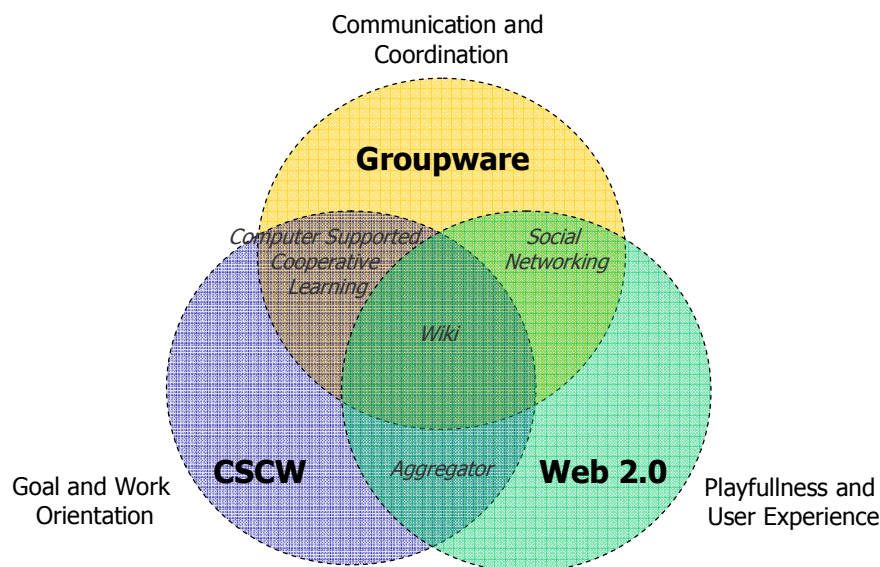 Communication and
Coordination
Groupware
Computer Supported
Cooperative
Learning
Social
Networking
Wiki
CSCW
Aggregator
Web 2.0
Goal and Work
Orientation
Playfullness and
User Experience